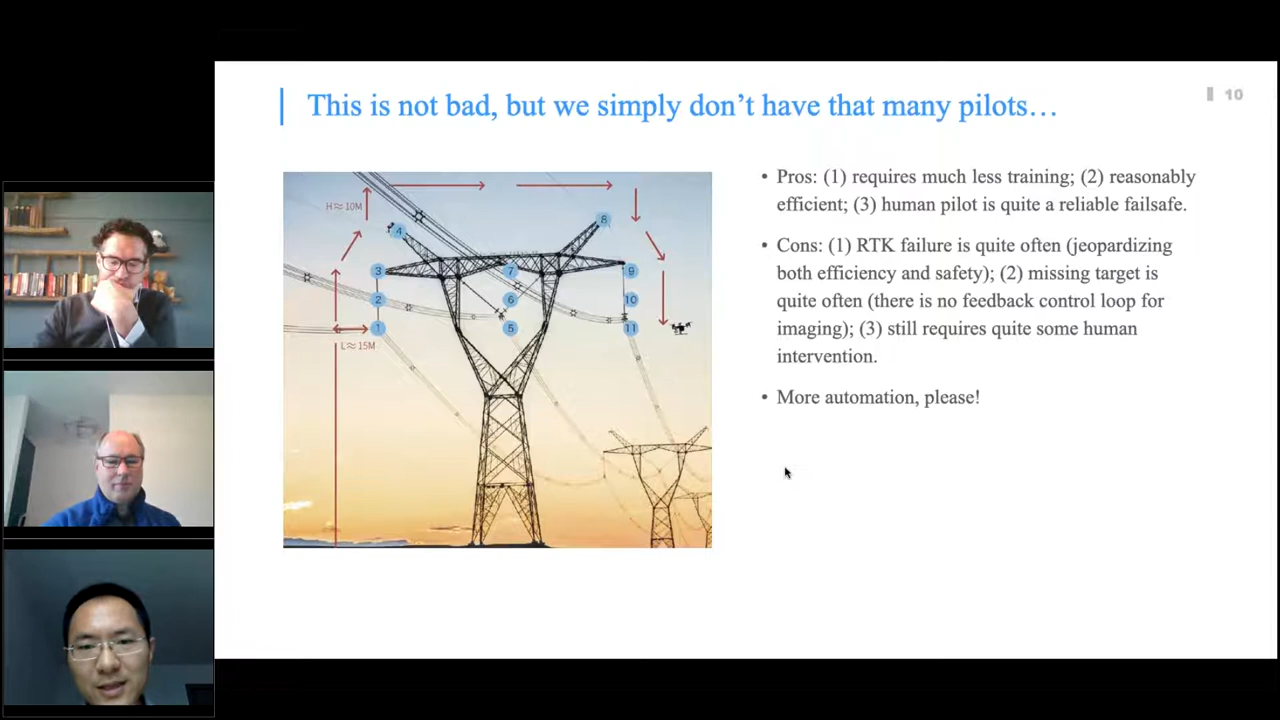 This is not bad, but we simply don’t have that many pilots…
10
H≈10M
4
8
3
7
9
2
6
10
1
5
11
L≈15M
• Pros: (1) requires much less training; (2) reasonably
efficient; (3) human pilot is quite a reliable failsafe.
• Cons: (1) RTK failure is quite often (jeopardizing
both efficiency and safety); (2) missing target is
quite often (there is no feedback control loop for
imaging); (3) still requires quite some human
intervention.
• More automation, please!